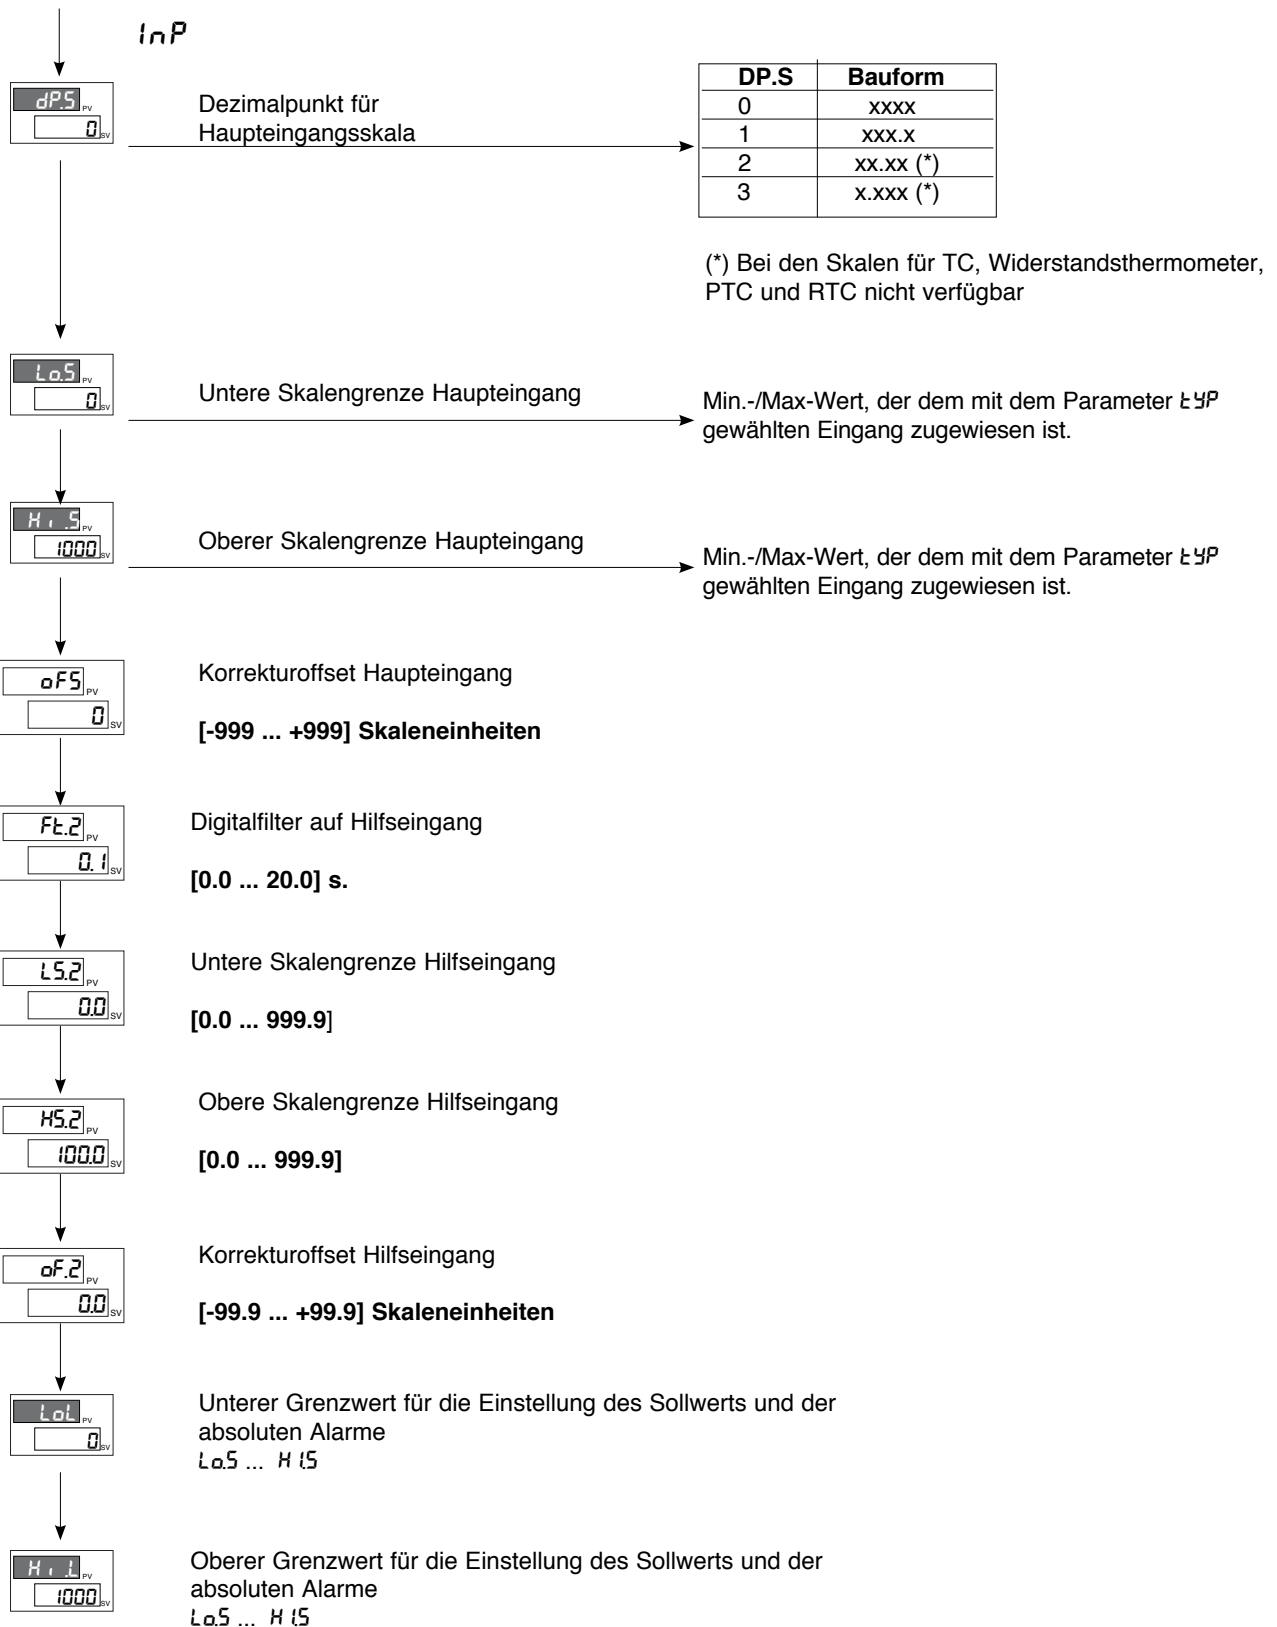 InP
dP.S PV
0 SV
Dezimalpunkt für
Haupteingangsskala
DP.S Bauform
0 xxxx
1 xxx.x
2 xx.xx (*)
3 x.xxx (*)
(*) Bei den Skalen für TC, Widerstandsthermometer,
PTC und RTC nicht verfügbar
Lo.S PV
0 SV
Untere Skalengrenze Haupteingang
Min.-/Max-Wert, der dem mit dem Parameter tyP
gewählten Eingang zugewiesen ist.
Hi.S PV
1000 SV
Oberer Skalengrenze Haupteingang
Min.-/Max-Wert, der dem mit dem Parameter tyP
gewählten Eingang zugewiesen ist.
oFS PV
0 SV
Korrekturoffset Haupteingang
[-999 ... +999] Skaleneinheiten
Ft.2 PV
0.1 SV
Digitalfilter auf Hilfseingang
[0.0 ... 20.0] s.
LS.2 PV
0.0 SV
Untere Skalengrenze Hilfseingang
[0.0 ... 999.9]
HS.2 PV
100.0 SV
Obere Skalengrenze Hilfseingang
[0.0 ... 999.9]
oF.2 PV
0.0 SV
Korrekturoffset Hilfseingang
[-99.9 ... +99.9] Skaleneinheiten
LoL PV
0 SV
Unterer Grenzwert für die Einstellung des Sollwerts und der
absoluten Alarme
Lo.S ... HI.S
Hi.L PV
1000 SV
Oberer Grenzwert für die Einstellung des Sollwerts und der
absoluten Alarme
Lo.S ... HI.S